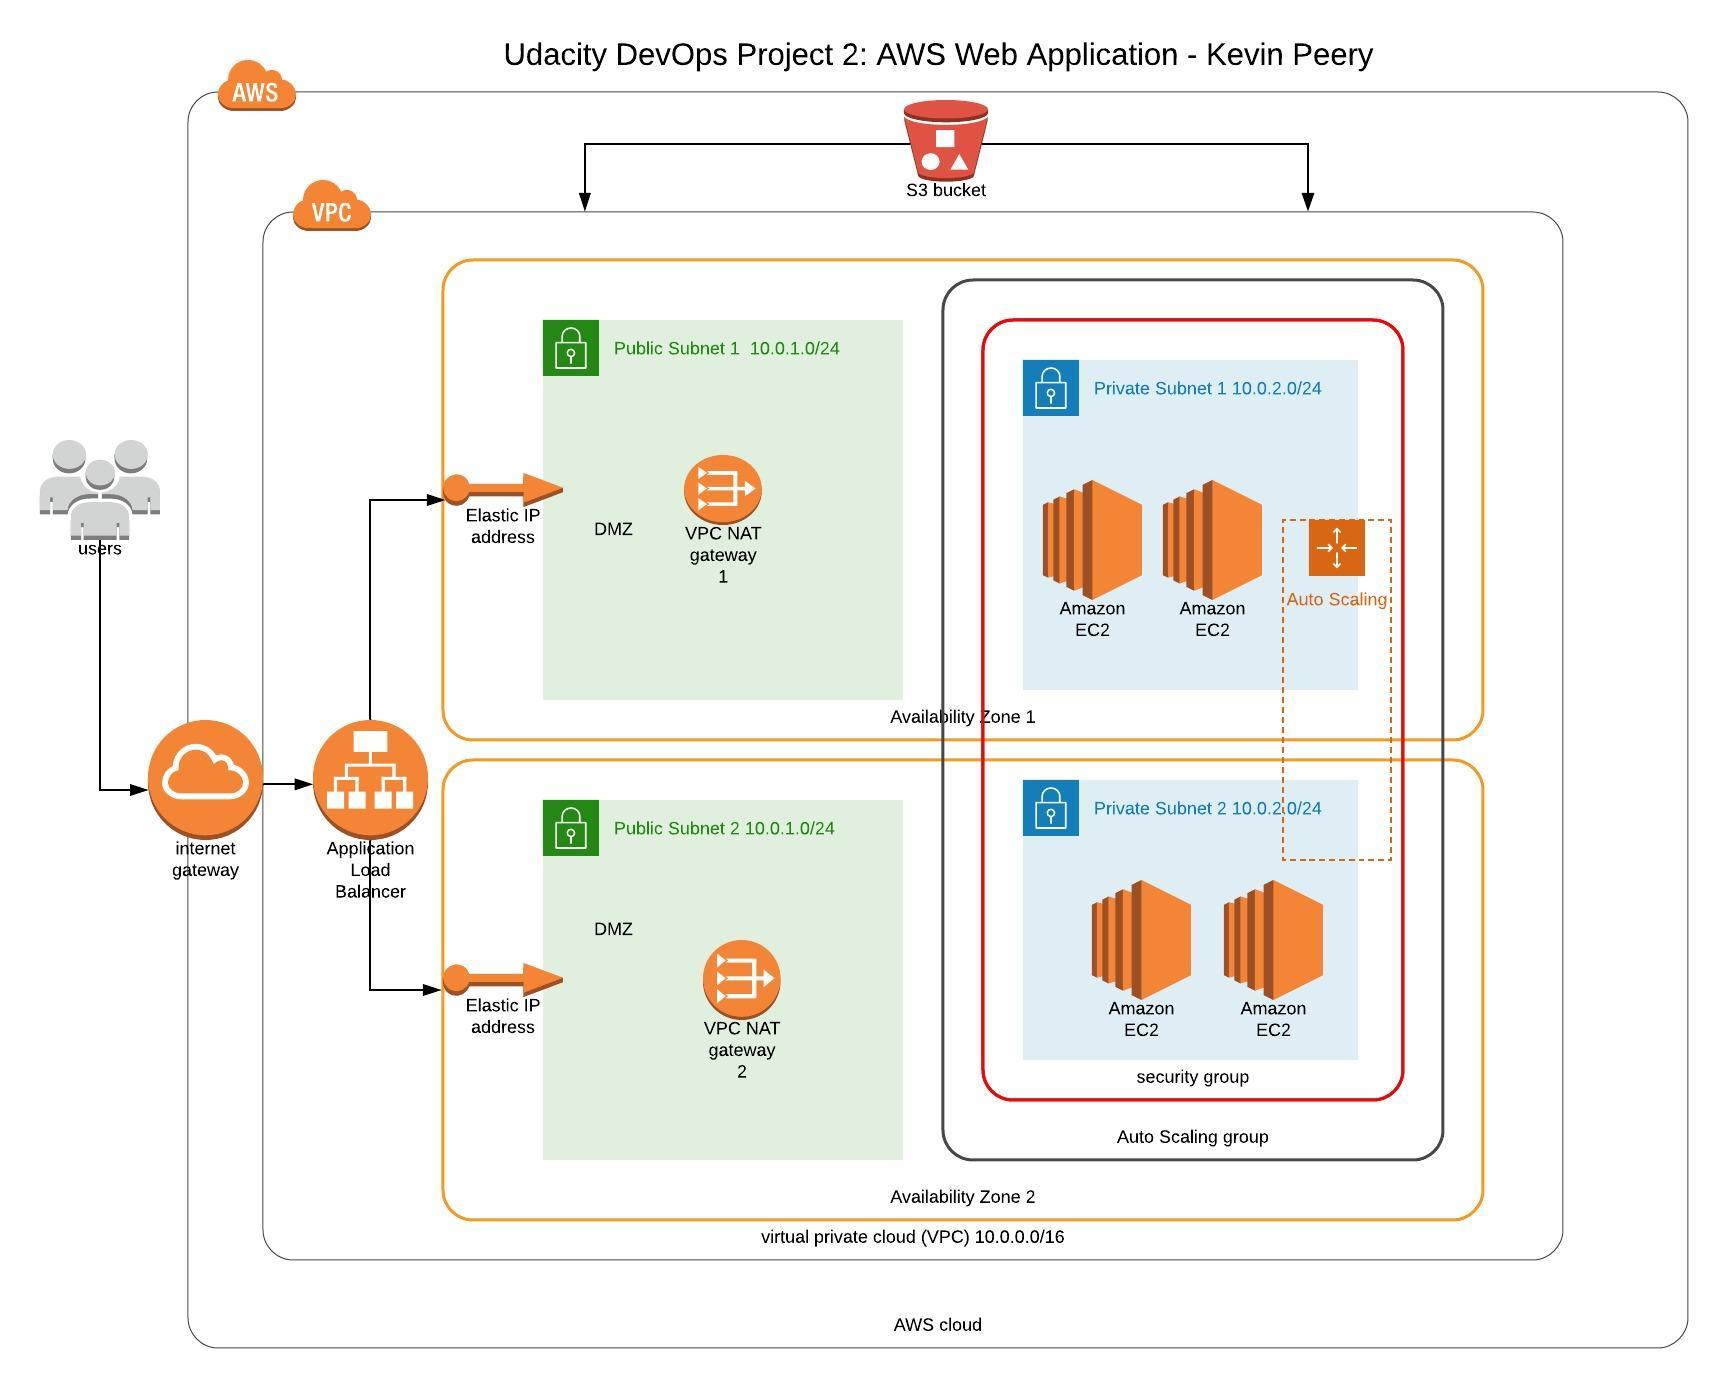 Udacity DevOps Project 2: AWS Web Application - Kevin Peery
AWS
S3 bucket
VPC
Public Subnet 1  10.0.1.0/24
Private Subnet 1 10.0.2.0/24
users
Elastic IP
address
DMZ
VPC NAT
gateway
1
Amazon
EC2
Amazon
EC2
Auto Scaling
Availability Zone 1
internet
gateway
Application
Load
Balancer
Public Subnet 2 10.0.1.0/24
Private Subnet 2 10.0.2.0/24
DMZ
Elastic IP
address
VPC NAT
gateway
2
Amazon
EC2
Amazon
EC2
security group
Auto Scaling group
Availability Zone 2
virtual private cloud (VPC) 10.0.0.0/16
AWS cloud